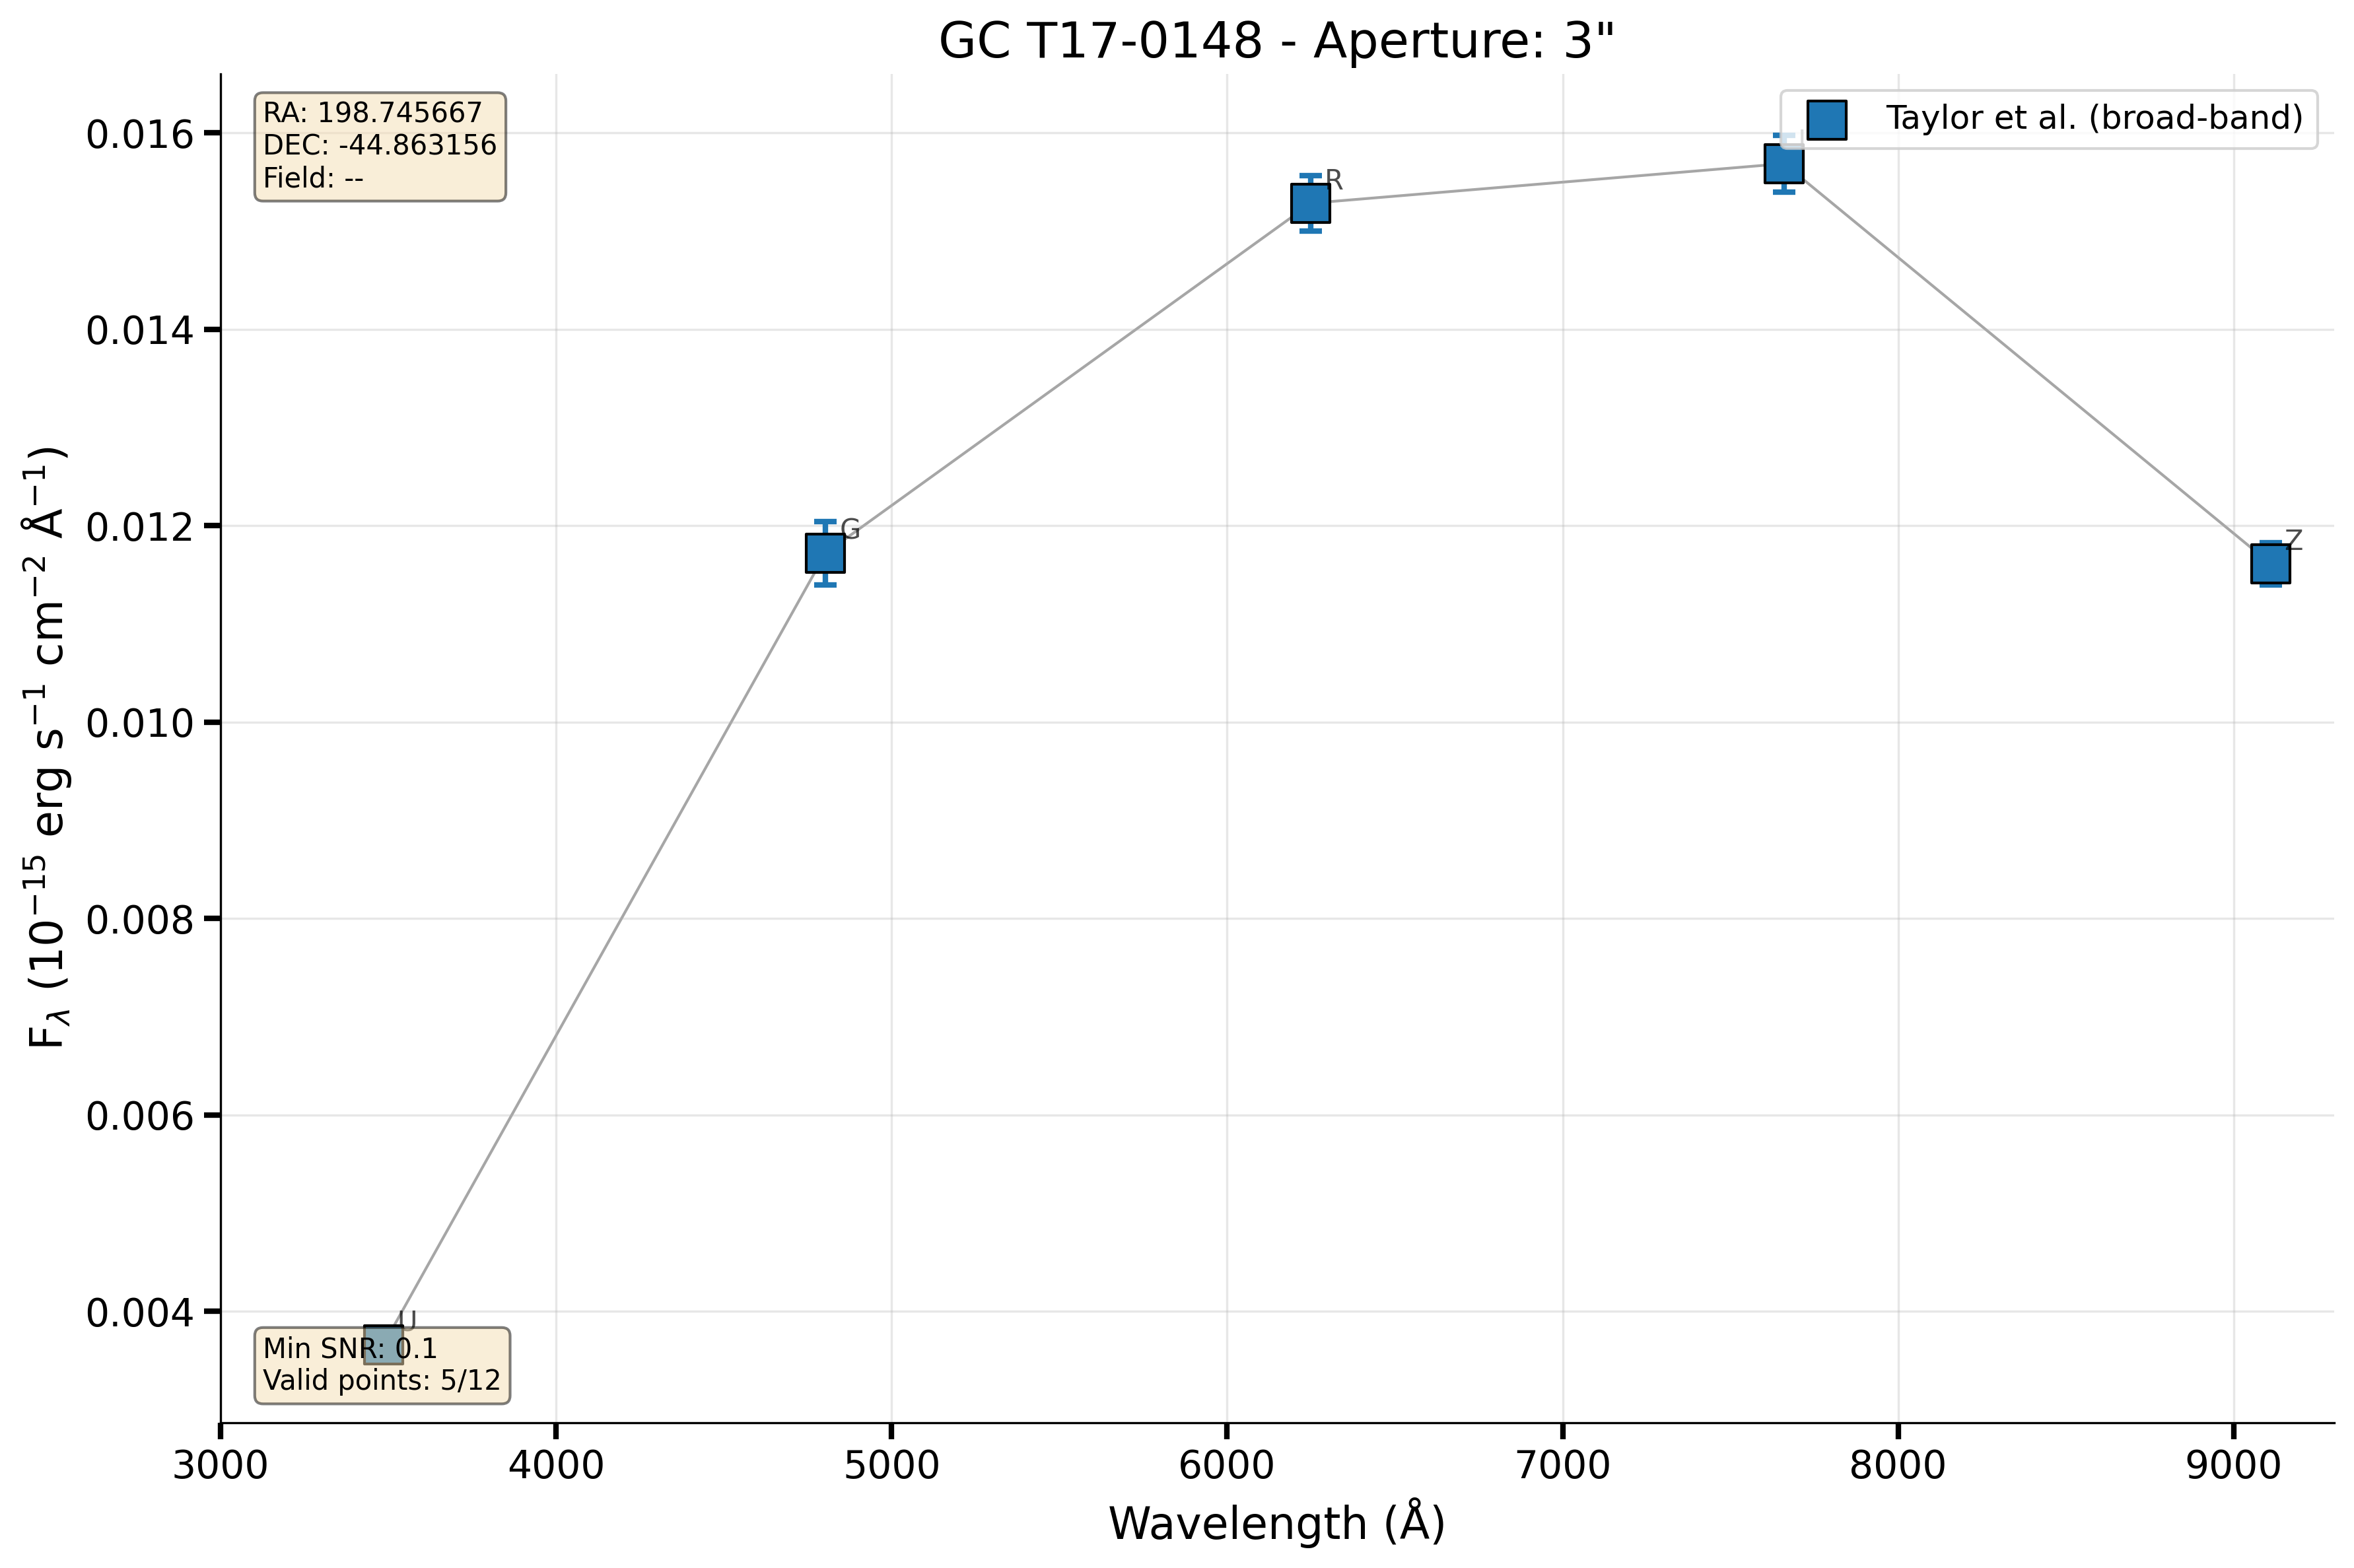 GC T17-0148 - Aperture: 3"
RA: 198.745667
DEC: -44.863156
Field: --
Taylor et al. (broad-band)
0.016
0.014
0.012
0.010
0.008
0.006
0.004
F_λ (10⁻¹⁵ erg s⁻¹ cm⁻² Å⁻¹)
U
G
R
I
Z
Min SNR: 0.1
Valid points: 5/12
3000 4000 5000 6000 7000 8000 9000
Wavelength (Å)